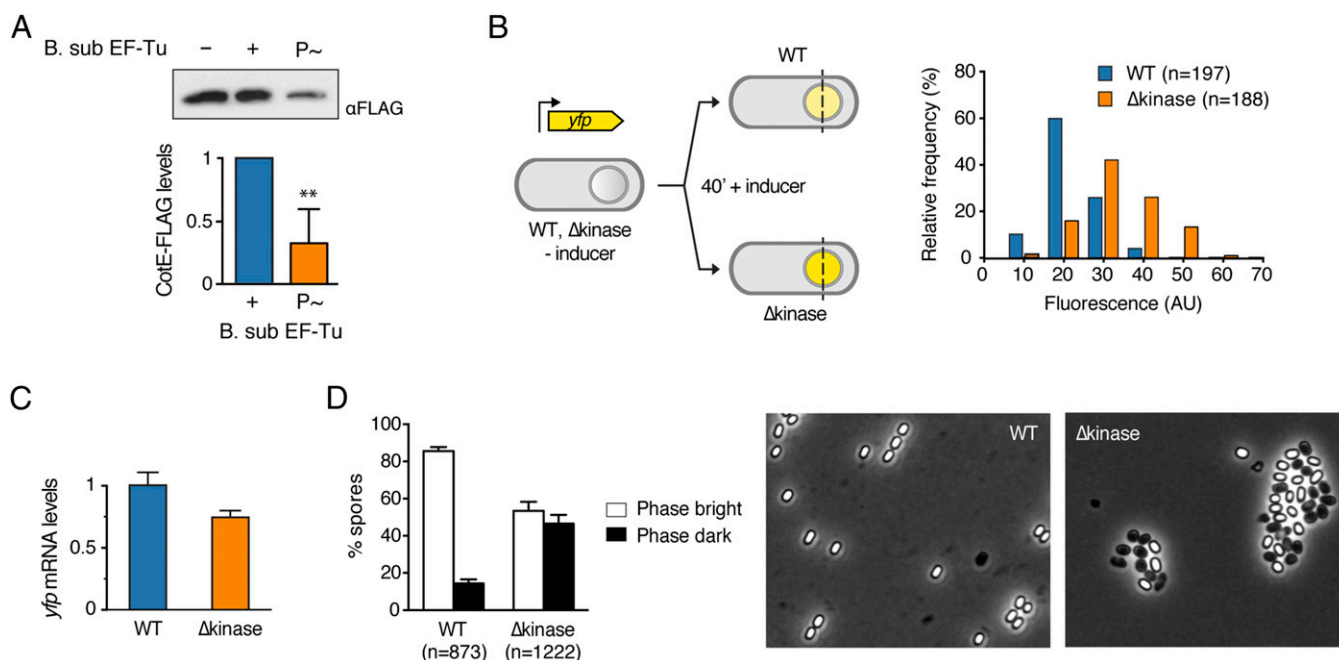 A
B. sub EF-Tu
– + P~
αFLAG
CotE-FLAG levels
1
0.5
0
**
+ P~
B. sub EF-Tu
B
yfp
WT, Δkinase
- inducer
40' + inducer
WT
Δkinase
Relative frequency (%)
80
60
40
20
0
0 10 20 30 40 50 60 70
Fluorescence (AU)
WT (n=197)
Δkinase (n=188)
C
yfp mRNA levels
1
0.5
0
WT Δkinase
D
% spores
100
80
60
40
20
0
WT Δkinase
(n=873) (n=1222)
Phase bright
Phase dark
WT
Δkinase